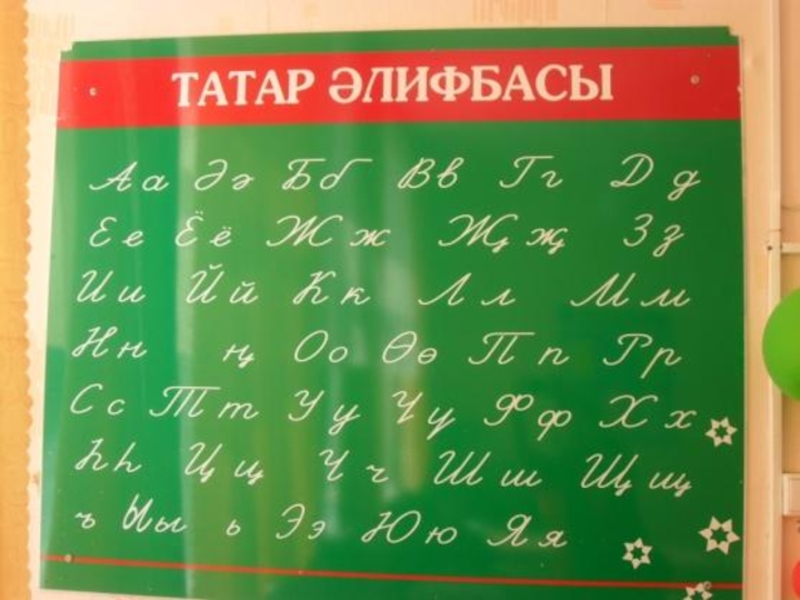 ТАТАР ӘЛИФБАСЫ
Аа Әә Бб Вв Гг Дд
Ее Ёё Жж Җҗ Зз
Ии Йй Кк Лл Мм
Нн ң Оо Өө Пп Рр
Сс Тт Уу Үү Фф Хх
Һһ Цц Чч Шш Щщ
ъ Ыы ь Ээ Юю Яя